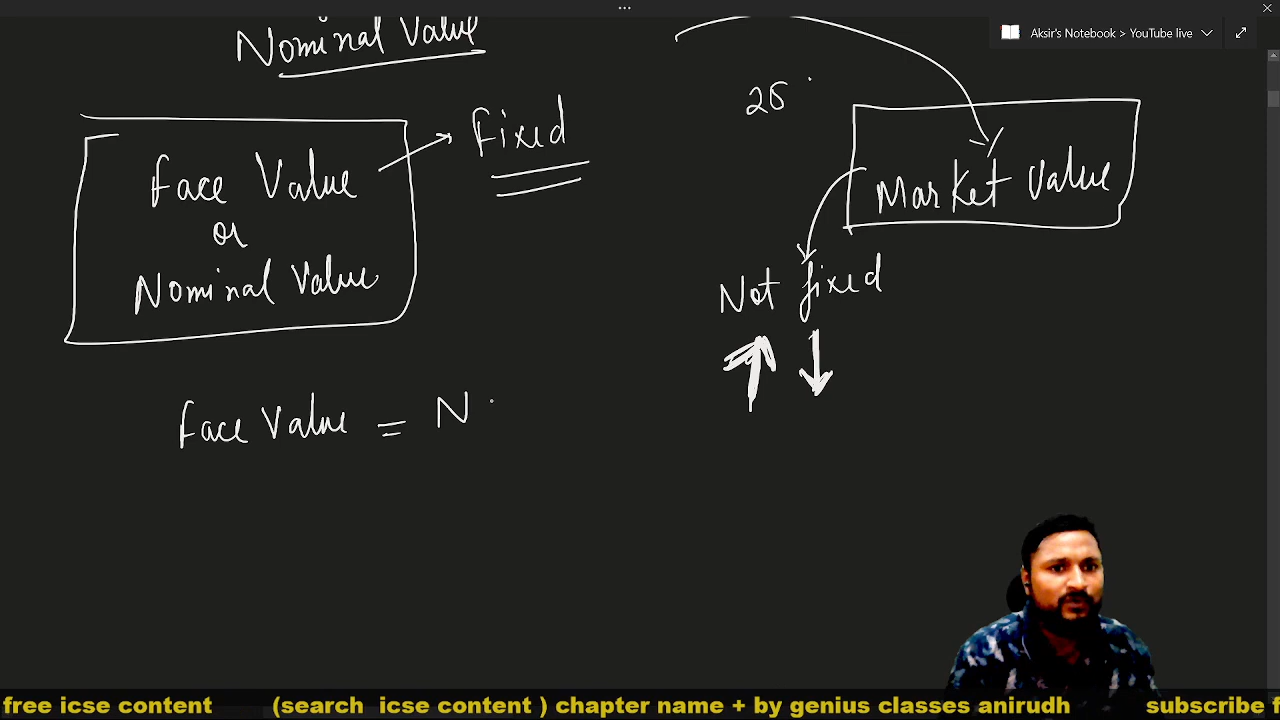 Nominal Value
Aksir's Notebook > YouTube live
Face Value
or
Nominal Value
Fixed
25
Market Value
Not fixed
Face Value = N
free icse content (search icse content ) chapter name + by genius classes anirudh subscribe f